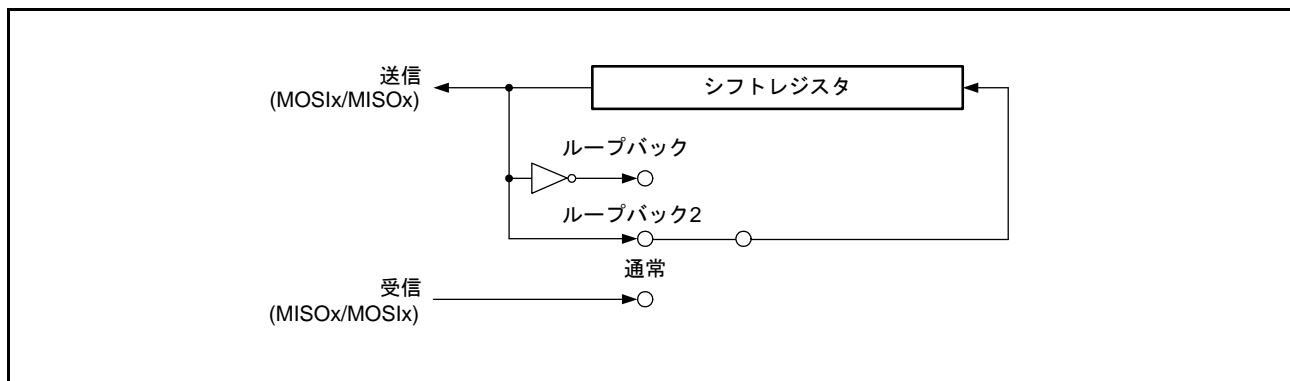 送信
(MOSIx/MISOx)
シフトレジスタ
ループバック
ループバック2
通常
受信
(MISOx/MOSIx)